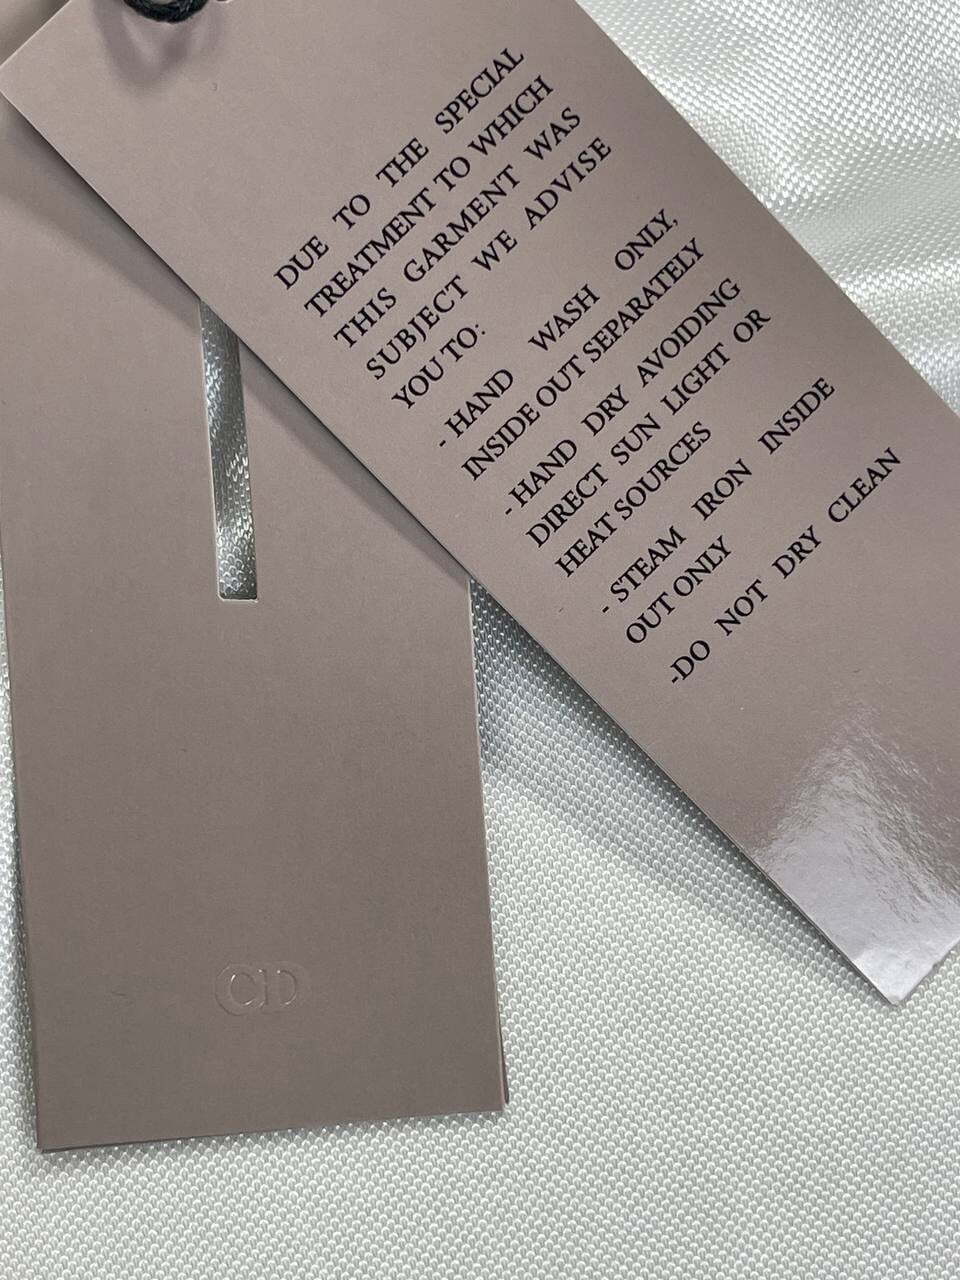 DUE TO THE SPECIAL
TREATMENT TO WHICH
THIS GARMENT WAS
SUBJECT WE ADVISE
YOU TO:
- HAND WASH ONLY,
INSIDE OUT SEPARATELY
- HAND DRY AVOIDING
DIRECT SUN LIGHT OR
HEAT SOURCES
- STEAM IRON INSIDE
OUT ONLY
-DO NOT DRY CLEAN
CD